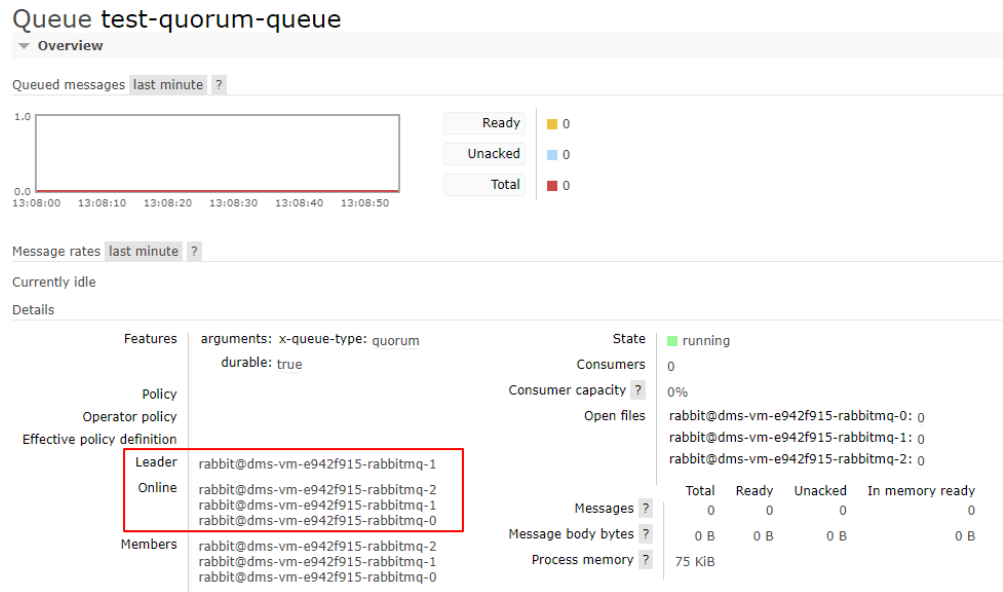 Queue test-quorum-queue
Overview
Queued messages last minute ?
1.0
0.0
13:08:00 13:08:10 13:08:20 13:08:30 13:08:40 13:08:50
Ready 0
Unacked 0
Total 0
Message rates last minute ?
Currently idle
Details
Features arguments: x-queue-type: quorum
durable: true
Policy
Operator policy
Effective policy definition
Leader rabbit@dms-vm-e942f915-rabbitmq-1
Online rabbit@dms-vm-e942f915-rabbitmq-2
rabbit@dms-vm-e942f915-rabbitmq-1
rabbit@dms-vm-e942f915-rabbitmq-0
Members rabbit@dms-vm-e942f915-rabbitmq-2
rabbit@dms-vm-e942f915-rabbitmq-1
rabbit@dms-vm-e942f915-rabbitmq-0
State running
Consumers 0
Consumer capacity ? 0%
Open files rabbit@dms-vm-e942f915-rabbitmq-0: 0
rabbit@dms-vm-e942f915-rabbitmq-1: 0
rabbit@dms-vm-e942f915-rabbitmq-2: 0
Total Ready Unacked In memory ready
Messages ? 0 0 0 0
Message body bytes ? 0 B 0 B 0 B 0 B
Process memory ? 75 KiB